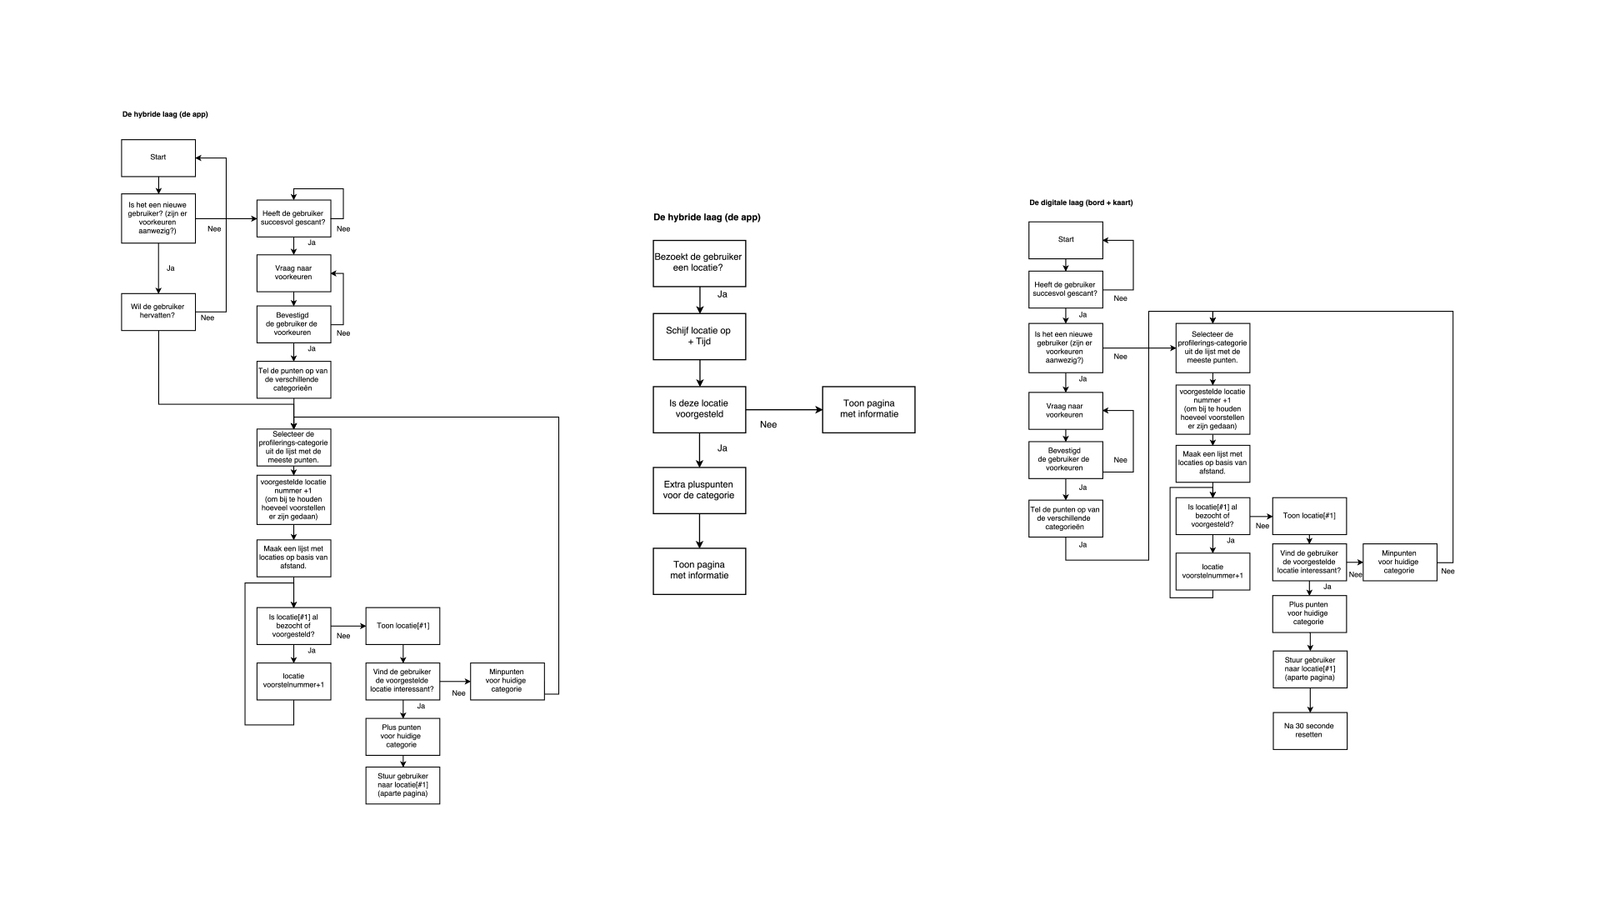 De hybride laag (de app)
Start
Is het een nieuwe
gebruiker? (zijn er
voorkeuren
aanwezig?)
Nee
Ja
Wil de gebruiker
hervatten?
Nee
Heeft de gebruiker
succesvol gescant?
Nee
Ja
Vraag naar
voorkeuren
Bevestigd
de gebruiker de
voorkeuren
Nee
Ja
Tel de punten op van
de verschillende
categorieën
Selecteer de
profilerings-categorie
uit de lijst met de
meeste punten.
voorgestelde locatie
nummer +1
(om bij te houden
hoeveel voorstellen
er zijn gedaan)
Maak een lijst met
locaties op basis van
afstand.
Is locatie[#1] al
bezocht of
voorgesteld?
Nee
Ja
locatie
voorstelnummer+1
Toon locatie[#1]
Vind de gebruiker
de voorgestelde
locatie interessant?
Nee
Ja
Minpunten
voor huidige
categorie
Plus punten
voor huidige
categorie
Stuur gebruiker
naar locatie[#1]
(aparte pagina)
De hybride laag (de app)
Bezoekt de gebruiker
een locatie?
Ja
Schijf locatie op
+ Tijd
Is deze locatie
voorgesteld
Nee
Toon pagina
met informatie
Ja
Extra pluspunten
voor de categorie
Toon pagina
met informatie
De digitale laag (bord + kaart)
Start
Heeft de gebruiker
succesvol gescant?
Nee
Ja
Is het een nieuwe
gebruiker (zijn er
voorkeuren
aanwezig?)
Nee
Ja
Vraag naar
voorkeuren
Bevestigd
de gebruiker de
voorkeuren
Nee
Ja
Tel de punten op van
de verschillende
categorieën
Ja
Selecteer de
profilerings-categorie
uit de lijst met de
meeste punten.
voorgestelde locatie
nummer +1
(om bij te houden
hoeveel voorstellen
er zijn gedaan)
Maak een lijst met
locaties op basis van
afstand.
Is locatie[#1] al
bezocht of
voorgesteld?
Nee
Ja
locatie
voorstelnummer+1
Toon locatie[#1]
Vind de gebruiker
de voorgestelde
locatie interessant?
Nee
Ja
Minpunten
voor huidige
categorie
Nee
Plus punten
voor huidige
categorie
Stuur gebruiker
naar locatie[#1]
(aparte pagina)
Na 30 seconde
resetten